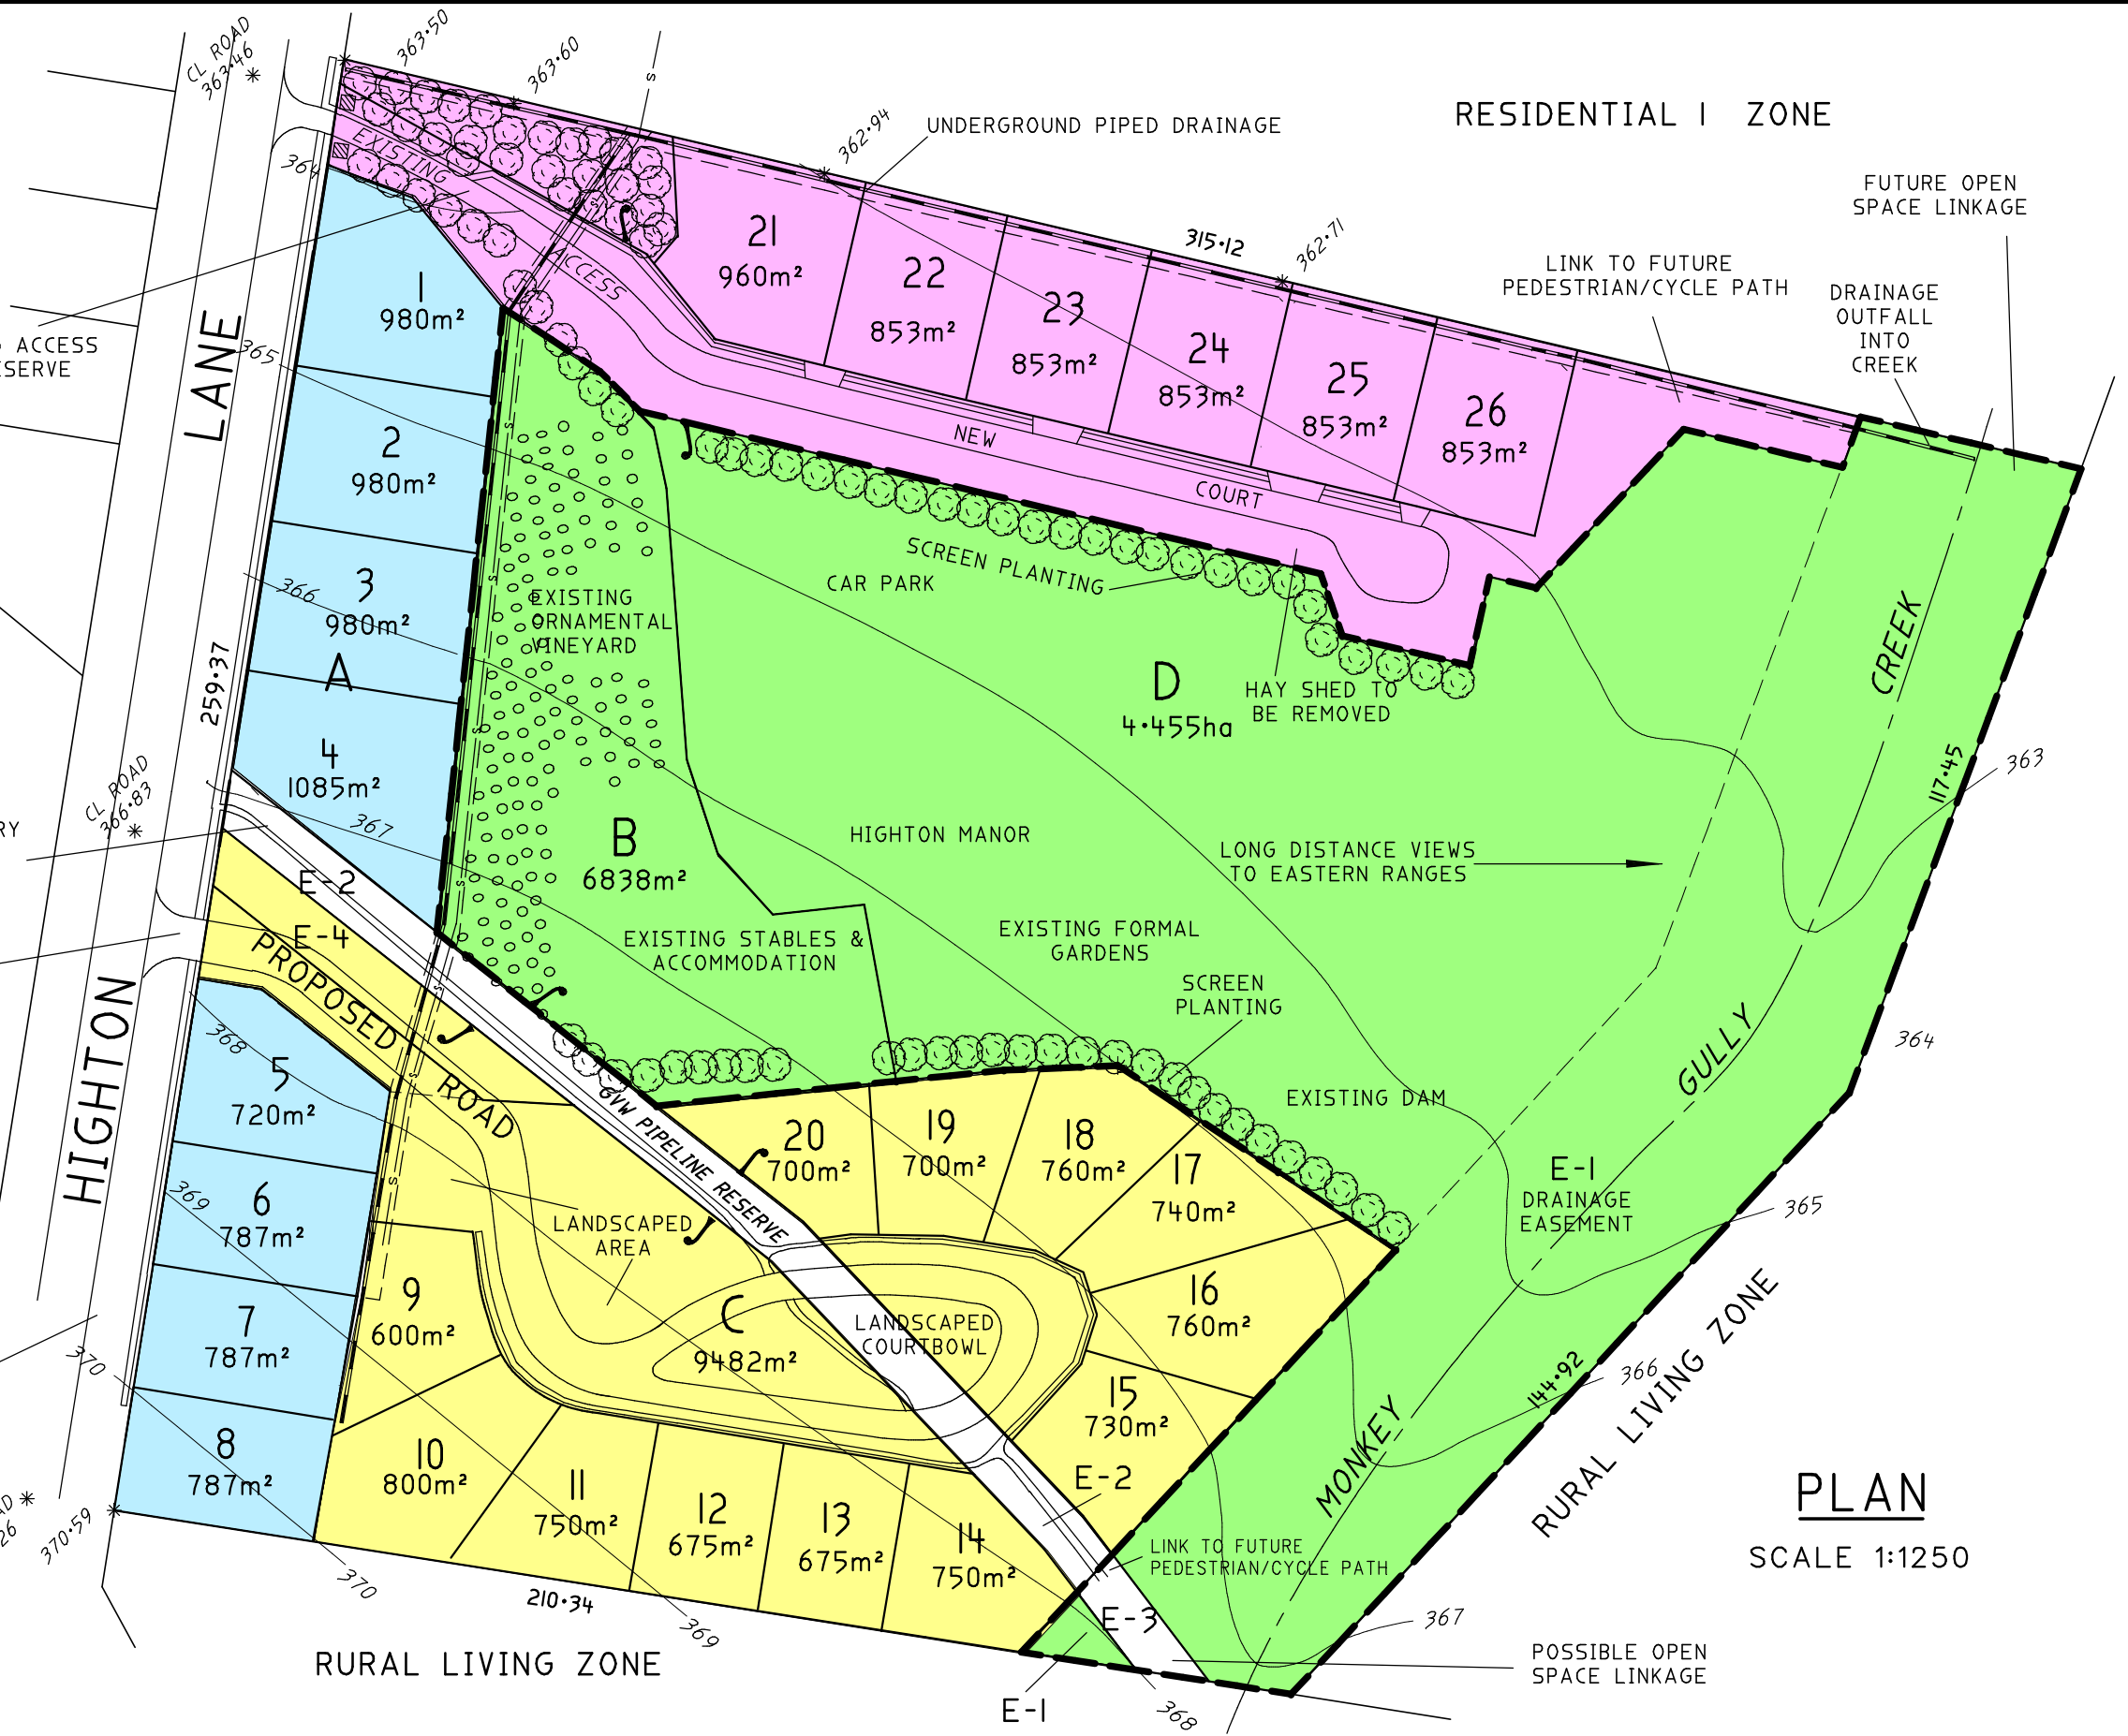 CL ROAD
363·46
363·50
363·60
S
362·94
UNDERGROUND PIPED DRAINAGE
RESIDENTIAL 1 ZONE
FUTURE OPEN
SPACE LINKAGE
315·12
362·71
LINK TO FUTURE
PEDESTRIAN/CYCLE PATH
DRAINAGE
OUTFALL
INTO
CREEK
364
EXISTING
ACCESS
21
960m²
22
853m²
23
853m²
24
853m²
25
853m²
26
853m²
1
980m²
ACCESS
365
LANE
2
980m²
NEW
COURT
3
980m²
366
A
259·37
4
1085m²
367
CL ROAD
366·83
EXISTING
ORNAMENTAL
VINEYARD
SCREEN PLANTING
CAR PARK
D
4·455ha
HAY SHED TO
BE REMOVED
CREEK
117·45
363
B
6838m²
HIGHTON MANOR
LONG DISTANCE VIEWS
TO EASTERN RANGES
E-2
E-4
EXISTING STABLES &
ACCOMMODATION
EXISTING FORMAL
GARDENS
SCREEN
PLANTING
PROPOSED
ROAD
HIGHTON
368
GULLY
364
5
720m²
GVW PIPELINE RESERVE
EXISTING DAM
20
700m²
19
700m²
18
760m²
17
740m²
E-1
DRAINAGE
EASEMENT
365
6
787m²
369
LANDSCAPED
AREA
9
600m²
7
787m²
370
C
9482m²
LANDSCAPED
COURTBOWL
16
760m²
15
730m²
144·92
366
RURAL LIVING ZONE
MONKEY
8
787m²
10
800m²
11
750m²
12
675m²
13
675m²
14
750m²
E-2
PLAN
SCALE 1:1250
26
370·59
370
210·34
369
LINK TO FUTURE
PEDESTRIAN/CYCLE PATH
E-3
367
RURAL LIVING ZONE
POSSIBLE OPEN
SPACE LINKAGE
E-1
368